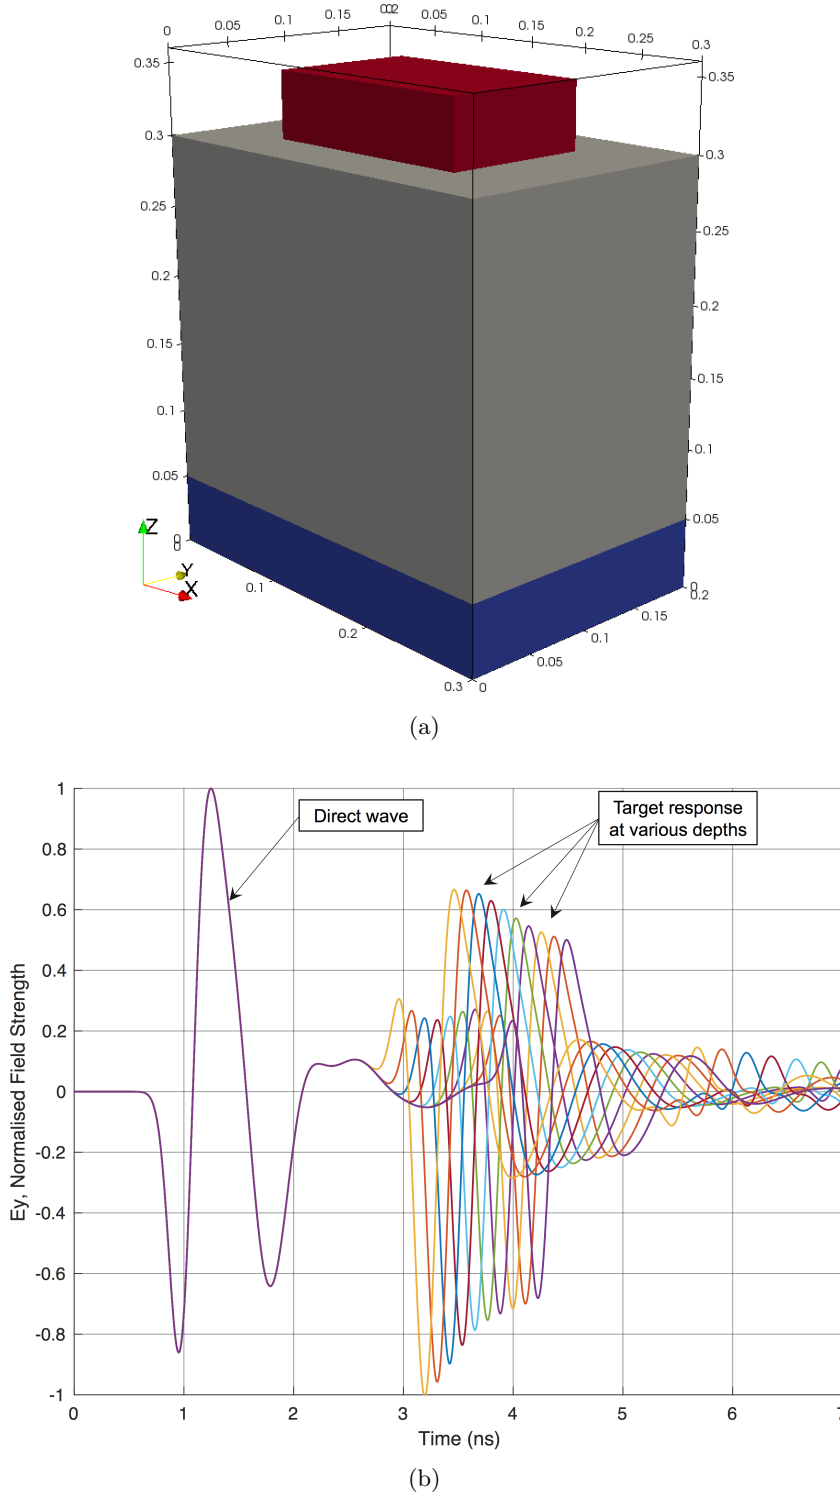 0 0.05 0.1 0.15 0.2 0.05 0.1 0.15 0.2 0.25 0.3
0.35 0.35
0.3 0.3
0.25 0.25
0.2 0.2
0.15 0.15
0.1 0.1
0.05 0.05
Z
0 0
0 0.2
Y
X
0.1 0.15
0.2 0.1
0.05
0.3 0
(a)
1
Direct wave
Target response
at various depths
0.8
0.6
0.4
0.2
0
-0.2
-0.4
-0.6
-0.8
-1
Ey, Normalised Field Strength
0 1 2 3 4 5 6 7
Time (ns)
(b)